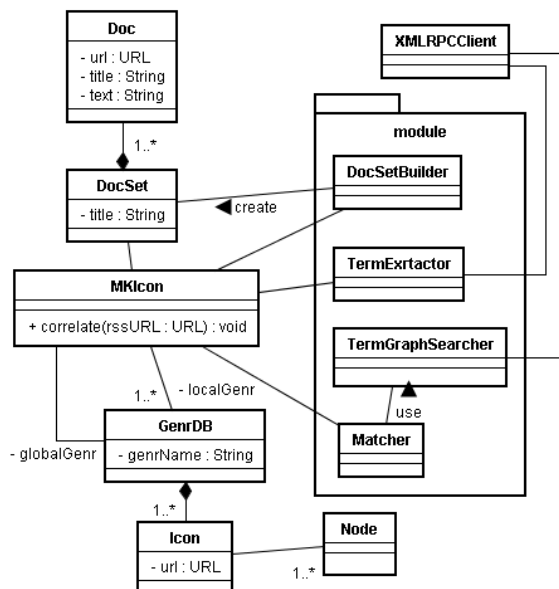 Doc
- url : URL
- title : String
- text : String
XMLRPCClient
module
1..*
DocSet
- title : String
DocSetBuilder
create
MKIcon
+ correlate(rssURL : URL) : void
TermExrtactor
TermGraphSearcher
- localGenr
1..*
use
GenrDB
- genrName : String
- globalGenr
Matcher
1..*
Icon
- url : URL
Node
1..*